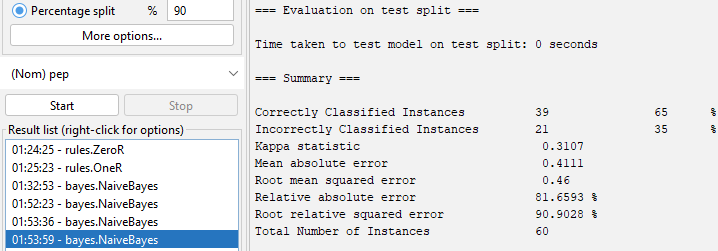 Percentage split % 90
More options...
(Nom) pep
Start Stop
Result list (right-click for options)
01:24:25 - rules.ZeroR
01:25:23 - rules.OneR
01:32:53 - bayes.NaiveBayes
01:52:23 - bayes.NaiveBayes
01:53:36 - bayes.NaiveBayes
01:53:59 - bayes.NaiveBayes
=== Evaluation on test split ===
Time taken to test model on test split: 0 seconds
=== Summary ===
Correctly Classified Instances 39 65 %
Incorrectly Classified Instances 21 35 %
Kappa statistic 0.3107
Mean absolute error 0.4111
Root mean squared error 0.46
Relative absolute error 81.6593 %
Root relative squared error 90.9028 %
Total Number of Instances 60